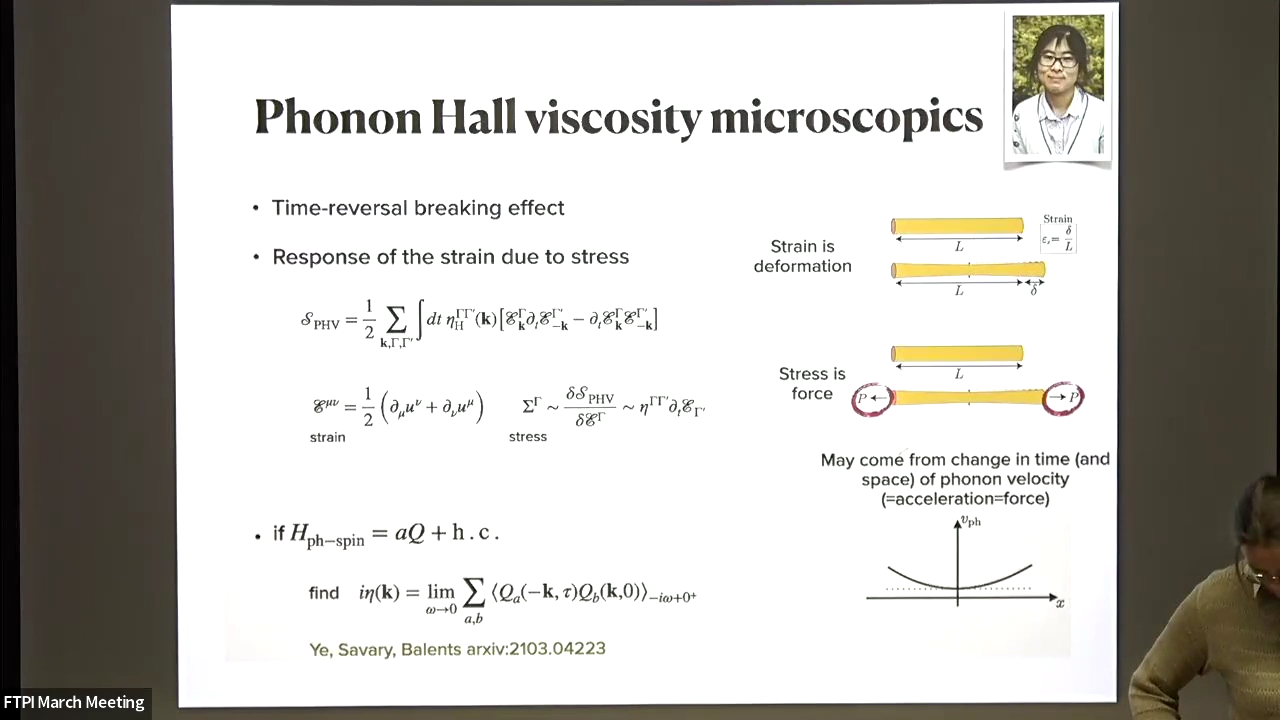 Phonon Hall viscosity microscopics
• Time-reversal breaking effect
• Response of the strain due to stress
𝒮_PHV = 1/2 ∑_{k,Γ,Γ'} ∫ dt η_H^{ΓΓ'}(k)[ℰ_k^Γ ∂_t ℰ_{-k}^{Γ'} − ∂_t ℰ_k^Γ ℰ_{-k}^{Γ'}]
ℰ^{μν} = 1/2 (∂_μ u^ν + ∂_ν u^μ)
strain
Σ^Γ ~ δ𝒮_PHV/δℰ^Γ ~ η^{ΓΓ'} ∂_t ℰ_{Γ'}
stress
• if H_{ph−spin} = aQ + h.c.
find iη(k) = lim_{ω→0} ∑_{a,b} ⟨Q_a(−k, τ)Q_b(k,0)⟩_{−iω+0⁺}
Ye, Savary, Balents arxiv:2103.04223
Strain is
deformation
L
Strain
ε, = δ/L
L
δ
Stress is
force
L
P
P
May come from change in time (and
space) of phonon velocity
(=acceleration=force)
v_ph
x
FTPI March Meeting